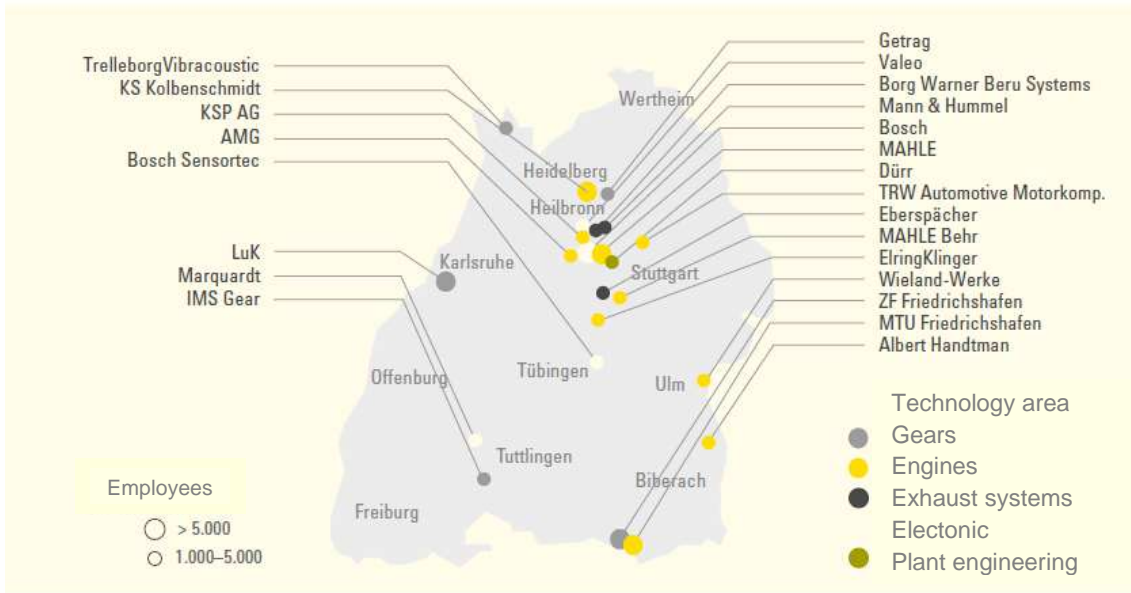 TrelleborgVibracoustic
KS Kolbenschmidt
KSP AG
AMG
Bosch Sensortec
LuK
Marquardt
IMS Gear
Getrag
Valeo
Borg Warner Beru Systems
Mann & Hummel
Bosch
MAHLE
Dürr
TRW Automotive Motorkomp.
Eberspächer
MAHLE Behr
ElringKlinger
Wieland-Werke
ZF Friedrichshafen
MTU Friedrichshafen
Albert Handtman
Wertheim
Heidelberg
Heilbronn
Karlsruhe
Stuttgart
Offenburg
Tübingen
Ulm
Tuttlingen
Biberach
Freiburg
Employees
> 5.000
1.000–5.000
Technology area
Gears
Engines
Exhaust systems
Electonic
Plant engineering